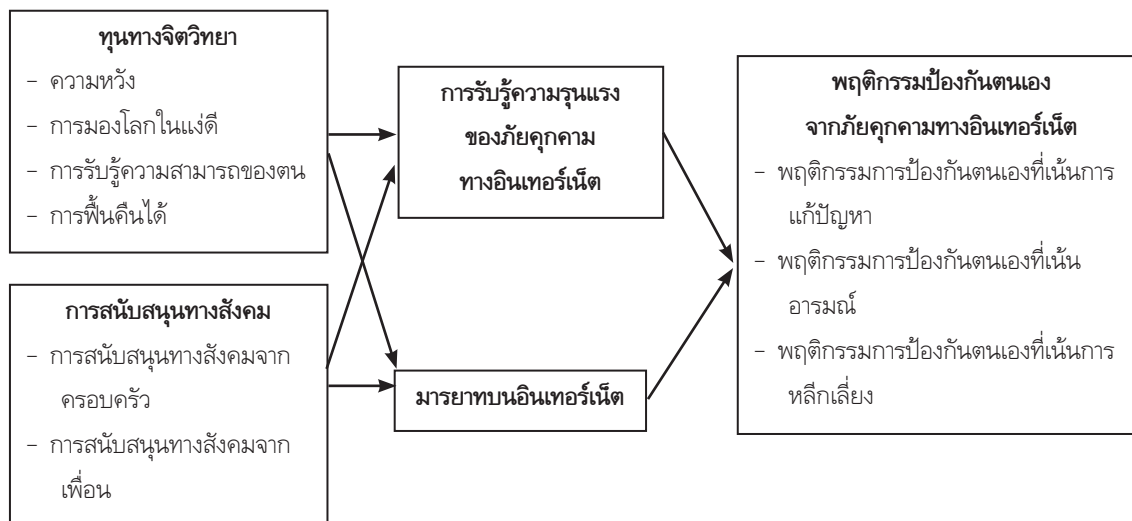 ทุนทางจิตวิทยา
- ความหวัง
- การมองโลกในแง่ดี
- การรับรู้ความสามารถของตน
- การฟื้นคืนได้
การสนับสนุนทางสังคม
- การสนับสนุนทางสังคมจาก
ครอบครัว
- การสนับสนุนทางสังคมจาก
เพื่อน
การรับรู้ความรุนแรง
ของภัยคุกคาม
ทางอินเทอร์เน็ต
มารยาทบนอินเทอร์เน็ต
พฤติกรรมป้องกันตนเอง
จากภัยคุกคามทางอินเทอร์เน็ต
- พฤติกรรมการป้องกันตนเองที่เน้นการ
แก้ปัญหา
- พฤติกรรมการป้องกันตนเองที่เน้น
อารมณ์
- พฤติกรรมการป้องกันตนเองที่เน้นการ
หลีกเลี่ยง